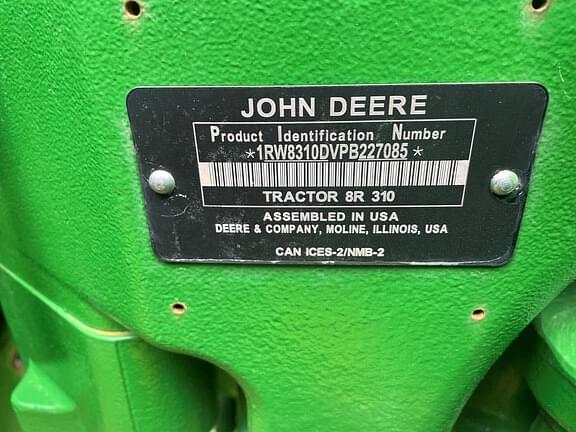 JOHN DEERE
Product Identification Number
*1RW8310DVPB227085*
TRACTOR 8R 310
ASSEMBLED IN USA
DEERE & COMPANY, MOLINE, ILLINOIS, USA
CAN ICES-2/NMB-2